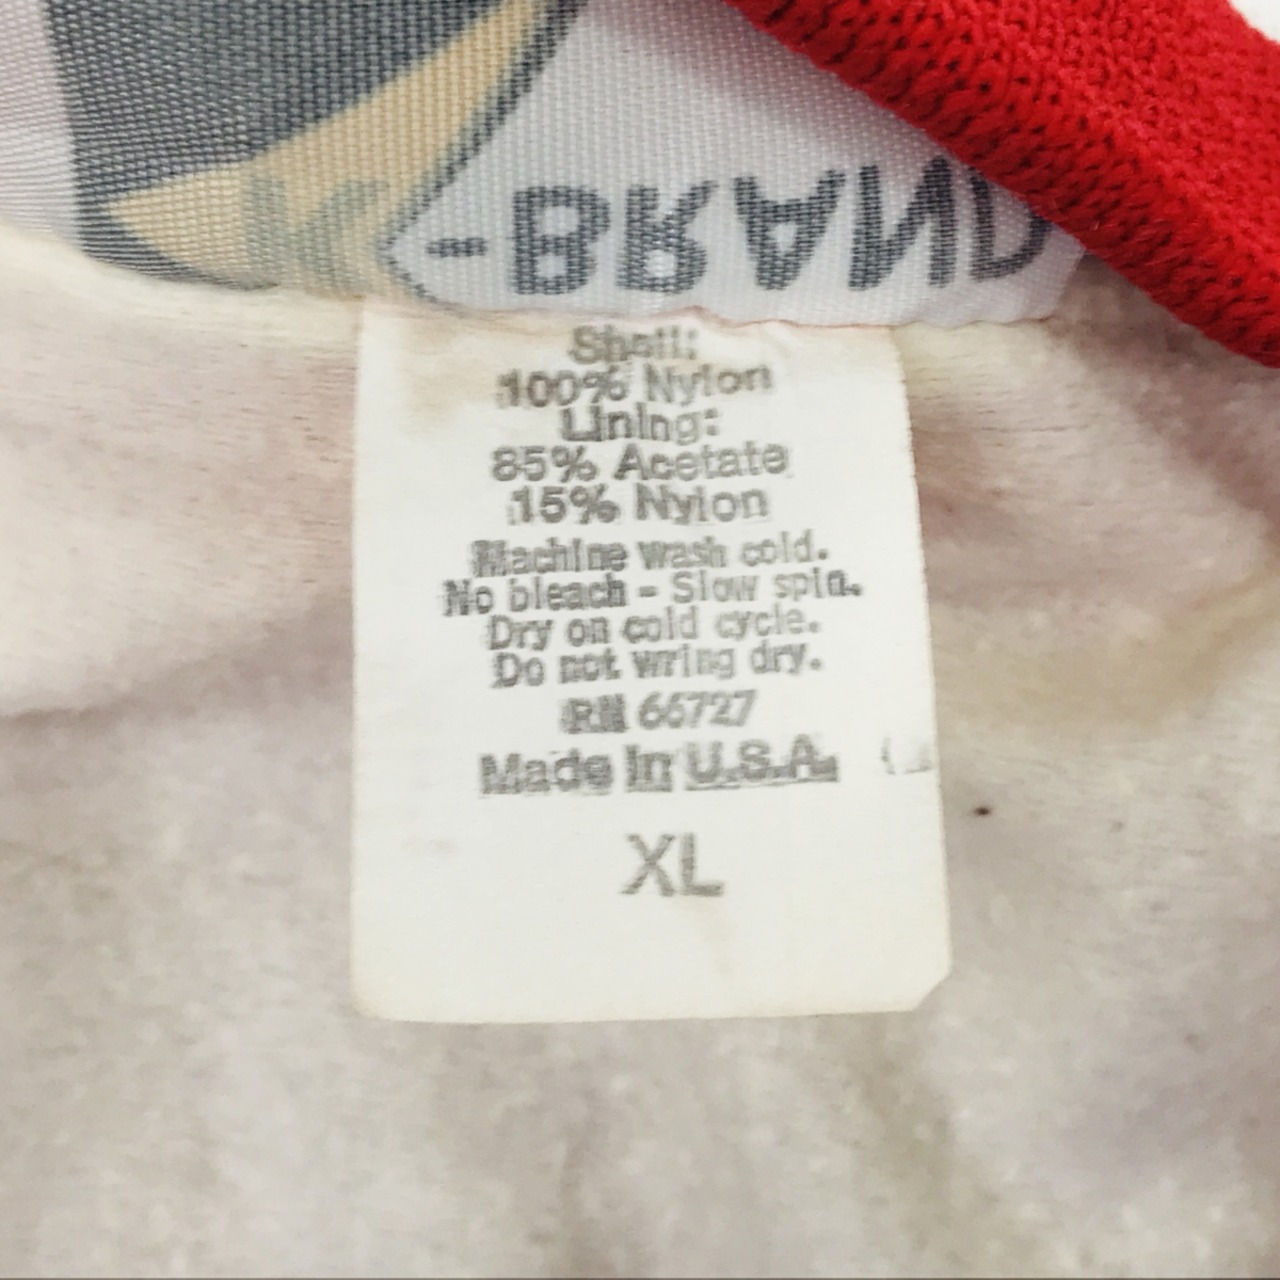 K-BRAND
Shell:
100% Nylon
Lining:
85% Acetate
15% Nylon
Machine wash cold.
No bleach - Slow spin.
Dry on cold cycle.
Do not wring dry.
RN 66727
Made in U.S.A.
XL